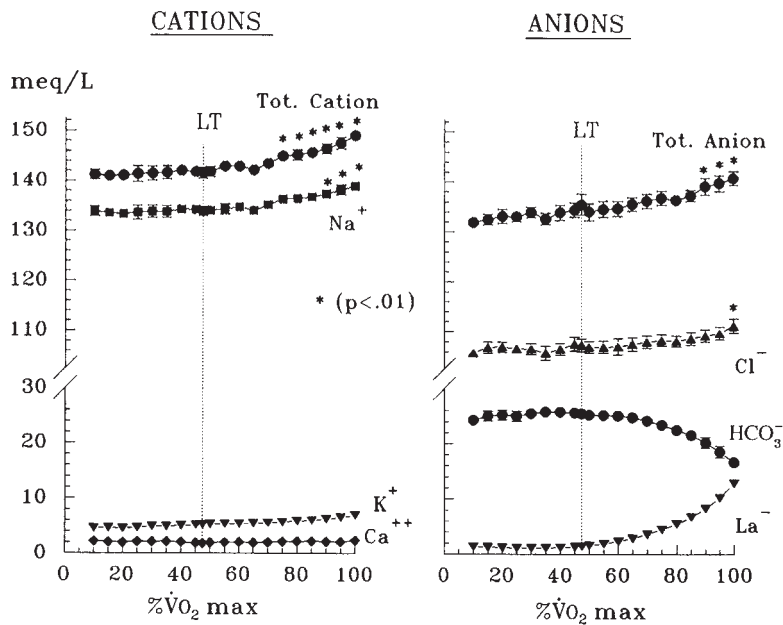 CATIONS
ANIONS
meq/L
Tot. Cation
* * * * * *
LT
150
140
* * *
Na⁺
130
* (p<.01)
110
30
20
10
K⁺
Ca⁺⁺
0
0 20 40 60 80 100
%V̇O₂ max
LT
Tot. Anion
* * *
*
Cl⁻
HCO₃⁻
La⁻
0 20 40 60 80 100
%V̇O₂ max